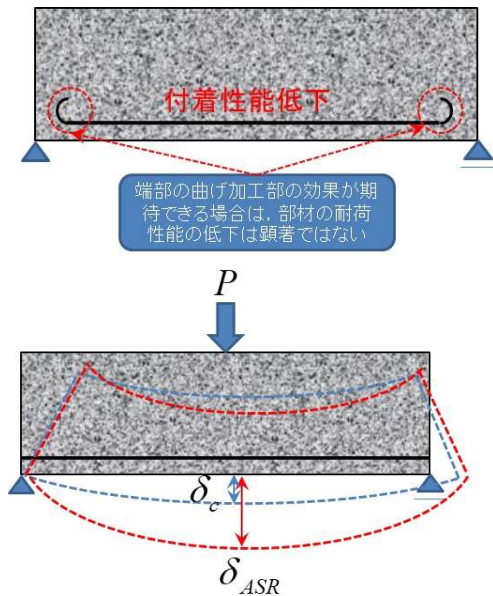 付着性能低下
端部の曲げ加工部の効果が期
待できる場合は，部材の耐荷
性能の低下は顕著ではない
P
δc
δASR